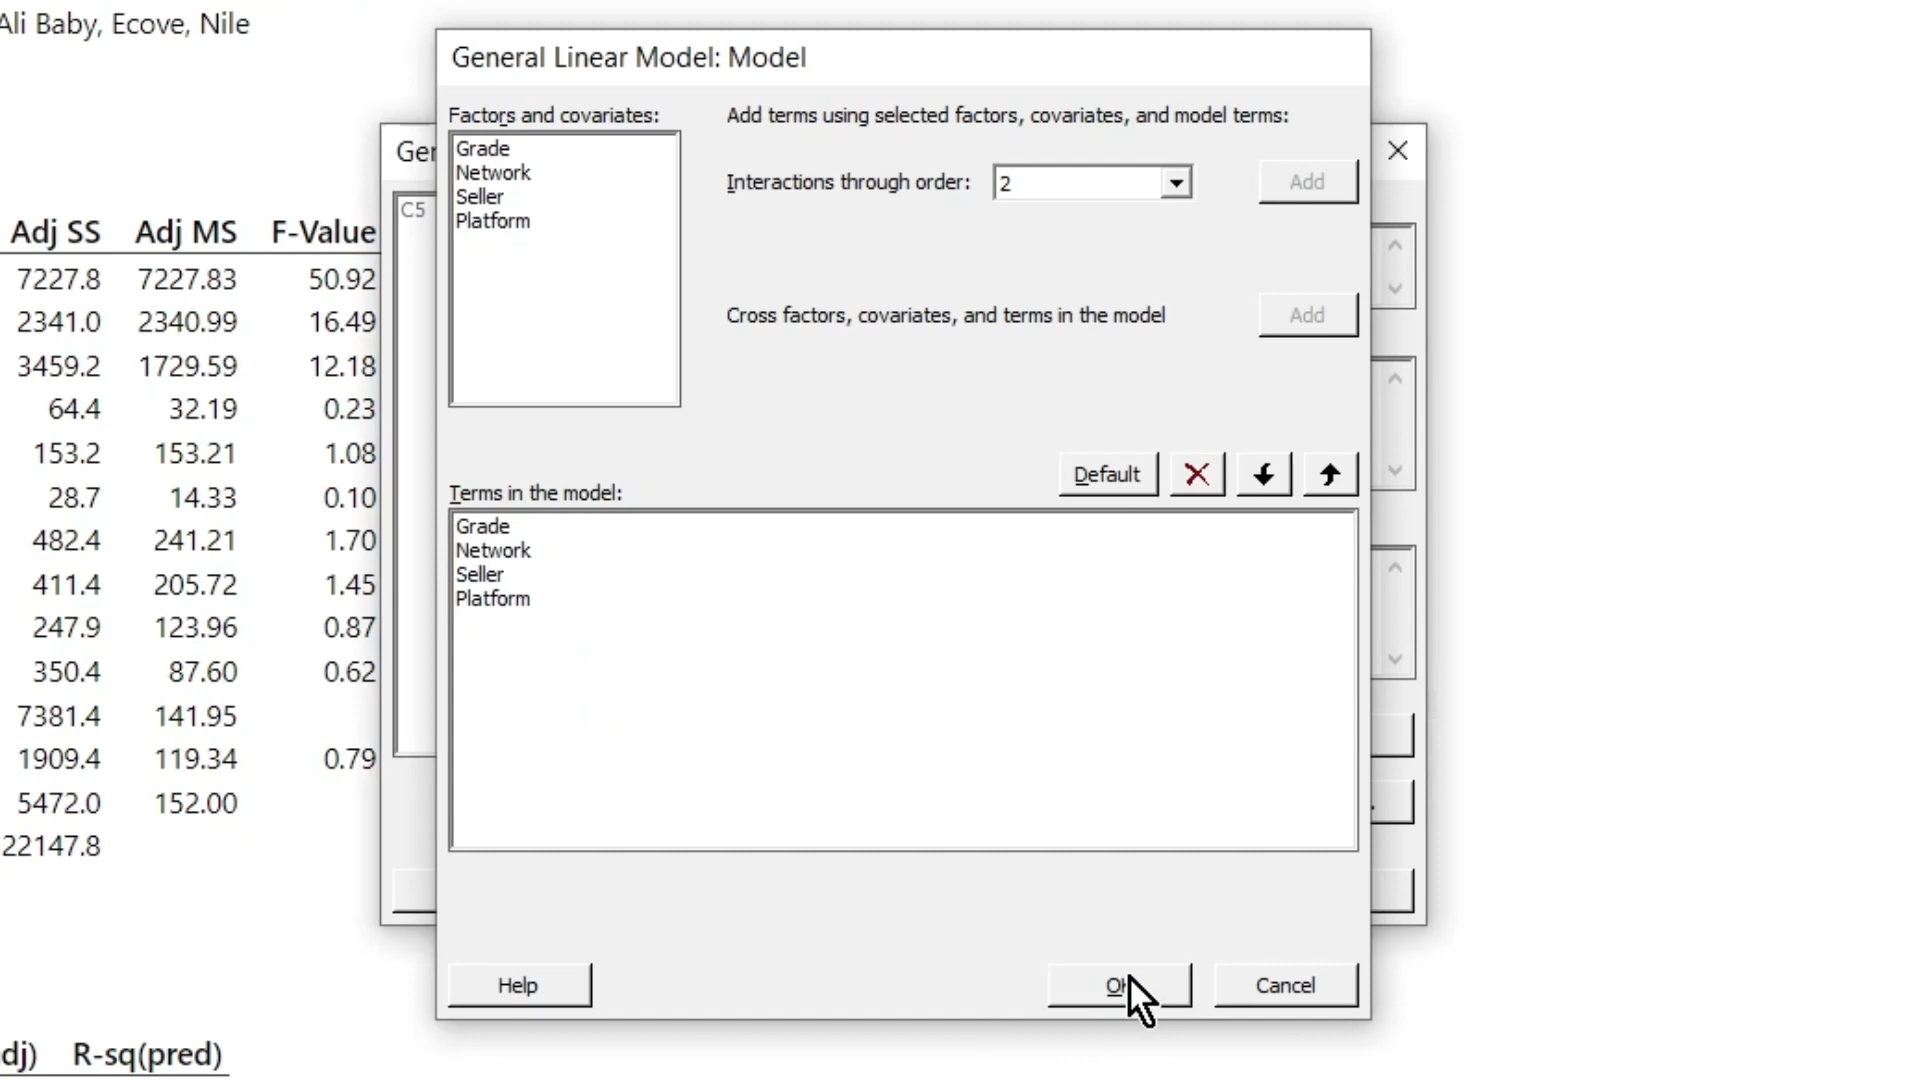 Ali Baby, Ecove, Nile
General Linear Model: Model
Factors and covariates:
Grade
Network
Seller
Platform
Add terms using selected factors, covariates, and model terms:
Interactions through order: 2 Add
Cross factors, covariates, and terms in the model Add
Default
Terms in the model:
Grade
Network
Seller
Platform
Help
Cancel
C5
Adj SS Adj MS F-Value
7227.8 7227.83 50.92
2341.0 2340.99 16.49
3459.2 1729.59 12.18
64.4 32.19 0.23
153.2 153.21 1.08
28.7 14.33 0.10
482.4 241.21 1.70
411.4 205.72 1.45
247.9 123.96 0.87
350.4 87.60 0.62
7381.4 141.95
1909.4 119.34 0.79
5472.0 152.00
22147.8
R-sq(pred)